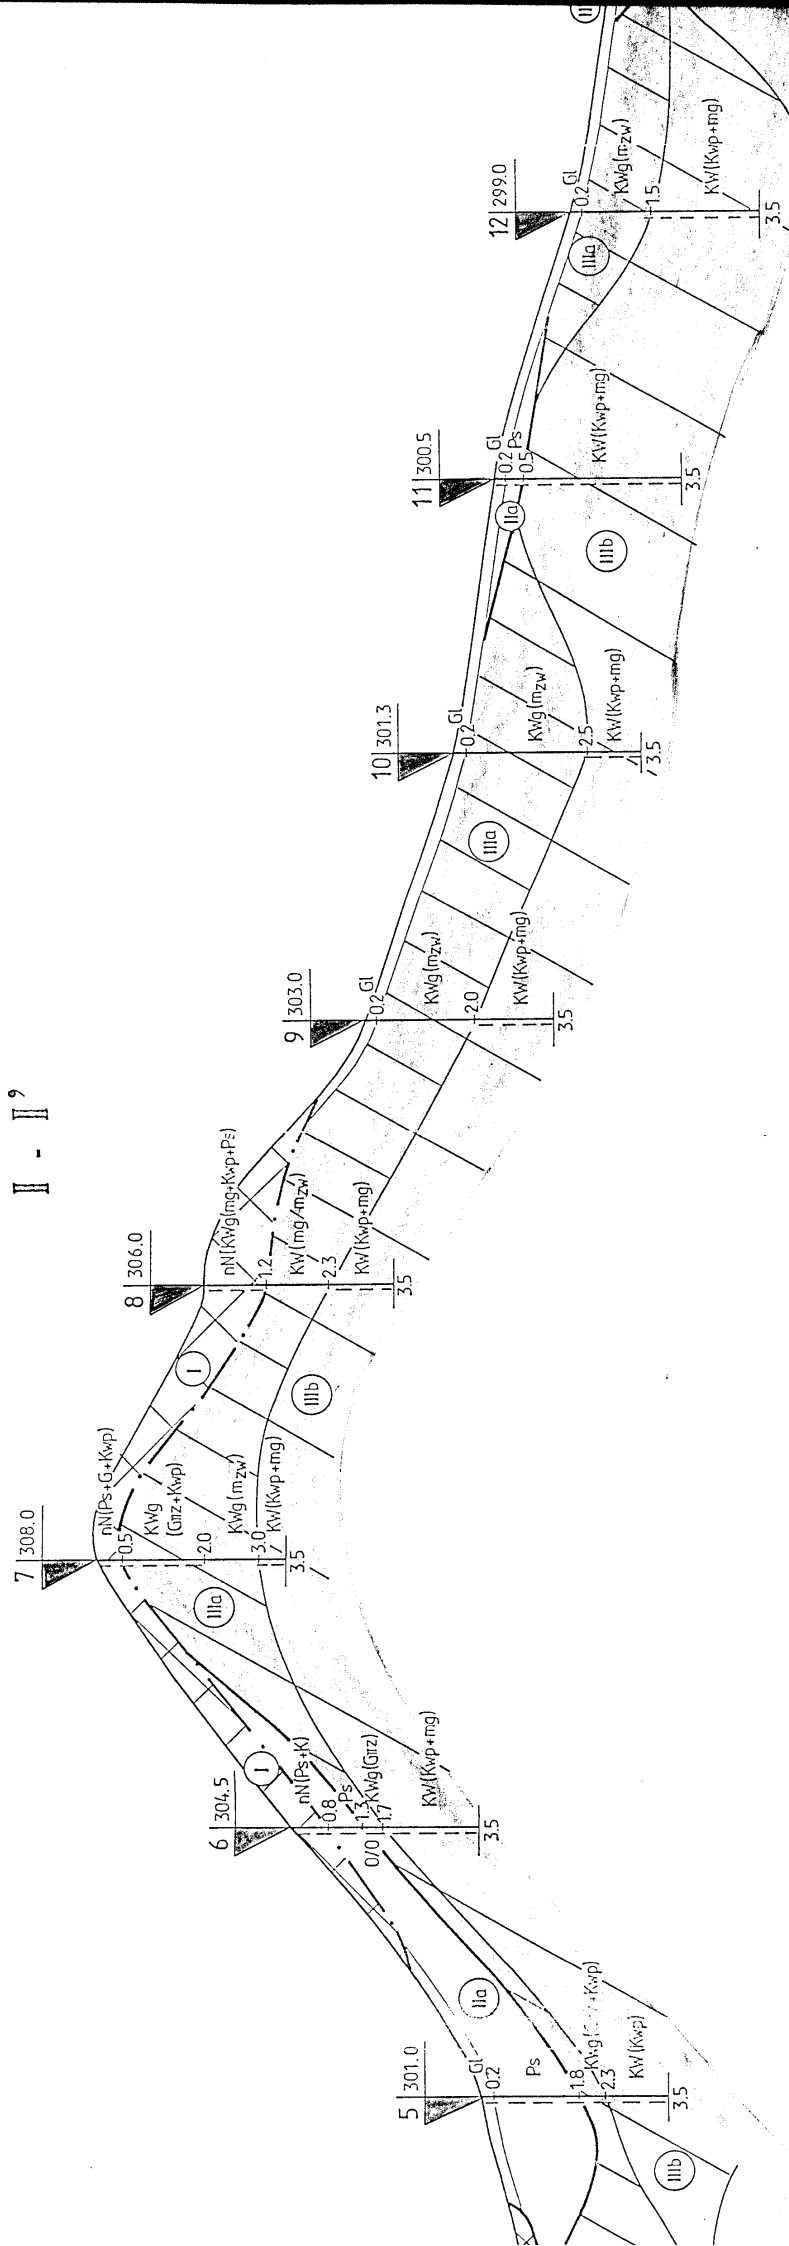 II - II'
5 301.0
Gl
0.2
Ps
1.8
KWg
2.3
KW(Kwp)
3.5
IIIb
IIa
6 304.5
nN(Ps+K)
0.8
Ps
1.3
KWg(Gπz)
1.7
0/0
KW(Kwp+mg)
3.5
I
7 308.0
nN(Ps+G+Kwp)
0.5
KWg
(Gπz+Kwp)
2.0
KWg(mzw)
3.0
KW(Kwp+mg)
3.5
IIIa
I
IIIb
8 306.0
nN(KWg(mg+Kwp+Ps)
1.2
KW(mg/mzw)
2.3
KW(Kwp+mg)
3.5
9 303.0
Gl
0.2
KWg(mzw)
2.0
KW(Kwp+mg)
3.5
IIIa
10 301.3
Gl
0.2
KWg(mzw)
2.5
KW(Kwp+mg)
3.5
IIIb
IIa
11 300.5
Gl
0.2
Ps
0.5
KW(Kwp+mg)
3.5
IIIa
12 299.0
Gl
0.2
KWg(mzw)
1.5
KW(Kwp+mg)
3.5